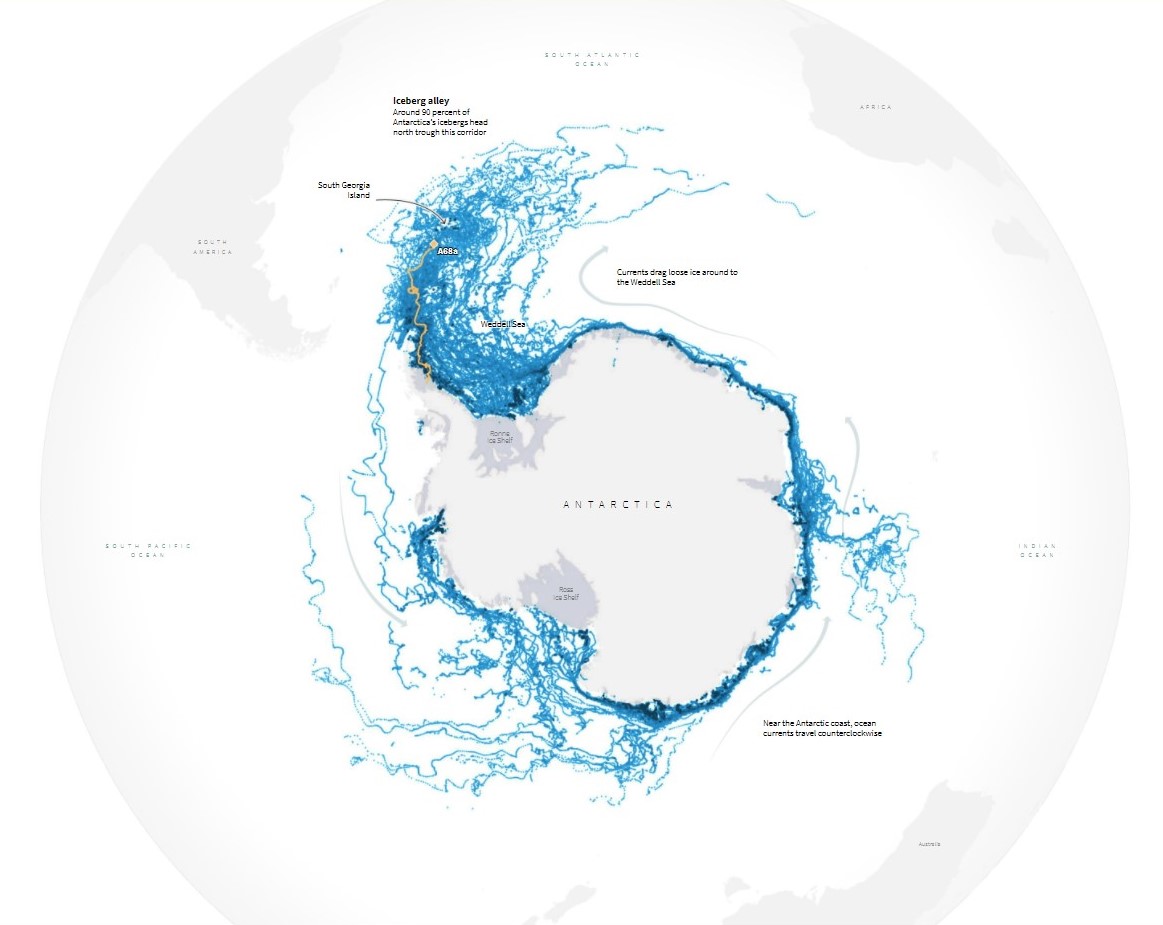 SOUTH ATLANTIC
OCEAN
Iceberg alley
Around 90 percent of
Antarctica's icebergs head
north trough this corridor
AFRICA
South Georgia
Island
SOUTH
AMERICA
A68a
Currents drag loose ice around to
the Weddell Sea
Weddell Sea
Ronne
Ice Shelf
ANTARCTICA
SOUTH PACIFIC
OCEAN
INDIAN
OCEAN
Ross
Ice Shelf
Near the Antarctic coast, ocean
currents travel counterclockwise
Australia